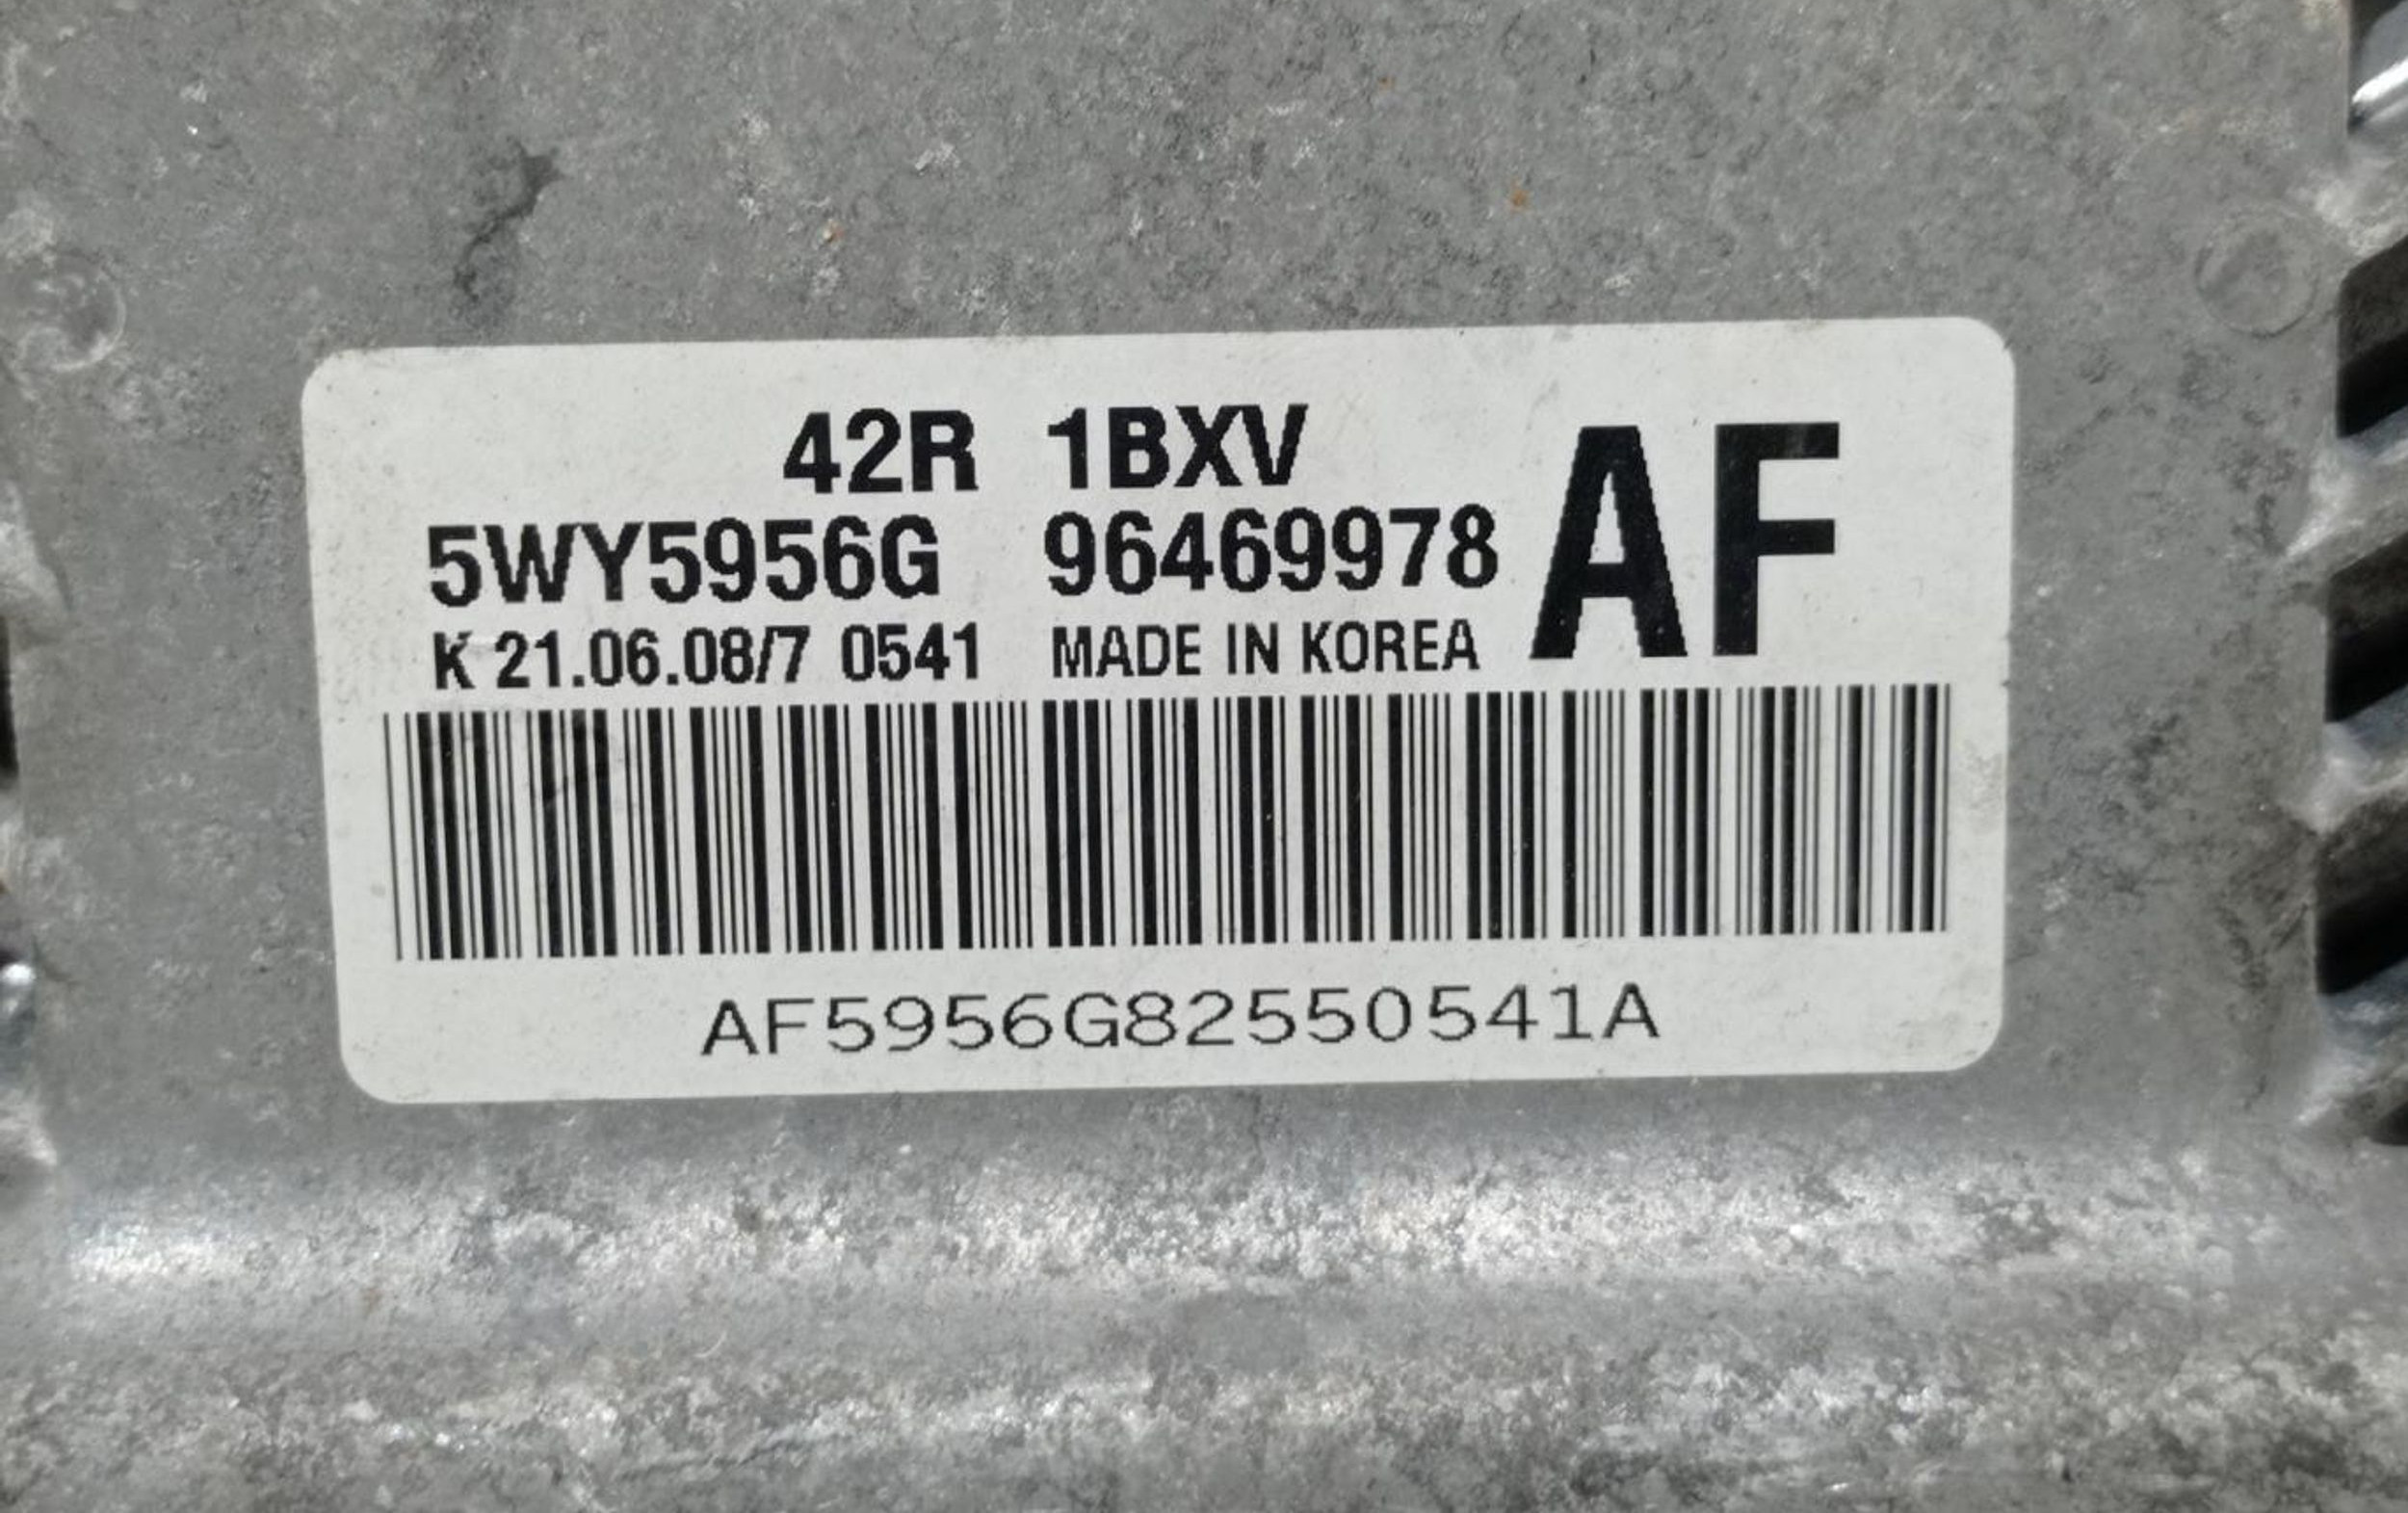 42R 1BXV
5WY5956G 96469978 AF
K 21.06.08/7 0541 MADE IN KOREA
AF5956G82550541A